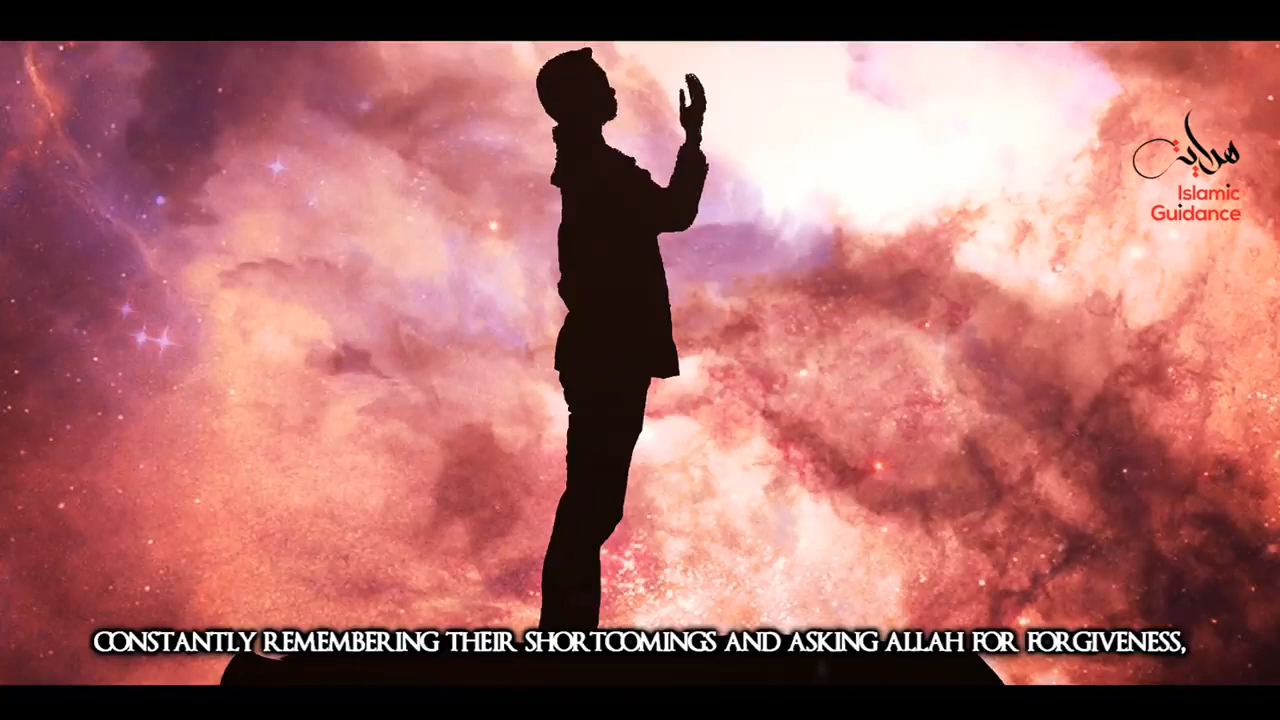 هداية
Islamic
Guidance
CONSTANTLY REMEMBERING THEIR SHORTCOMINGS AND ASKING ALLAH FOR FORGIVENESS,